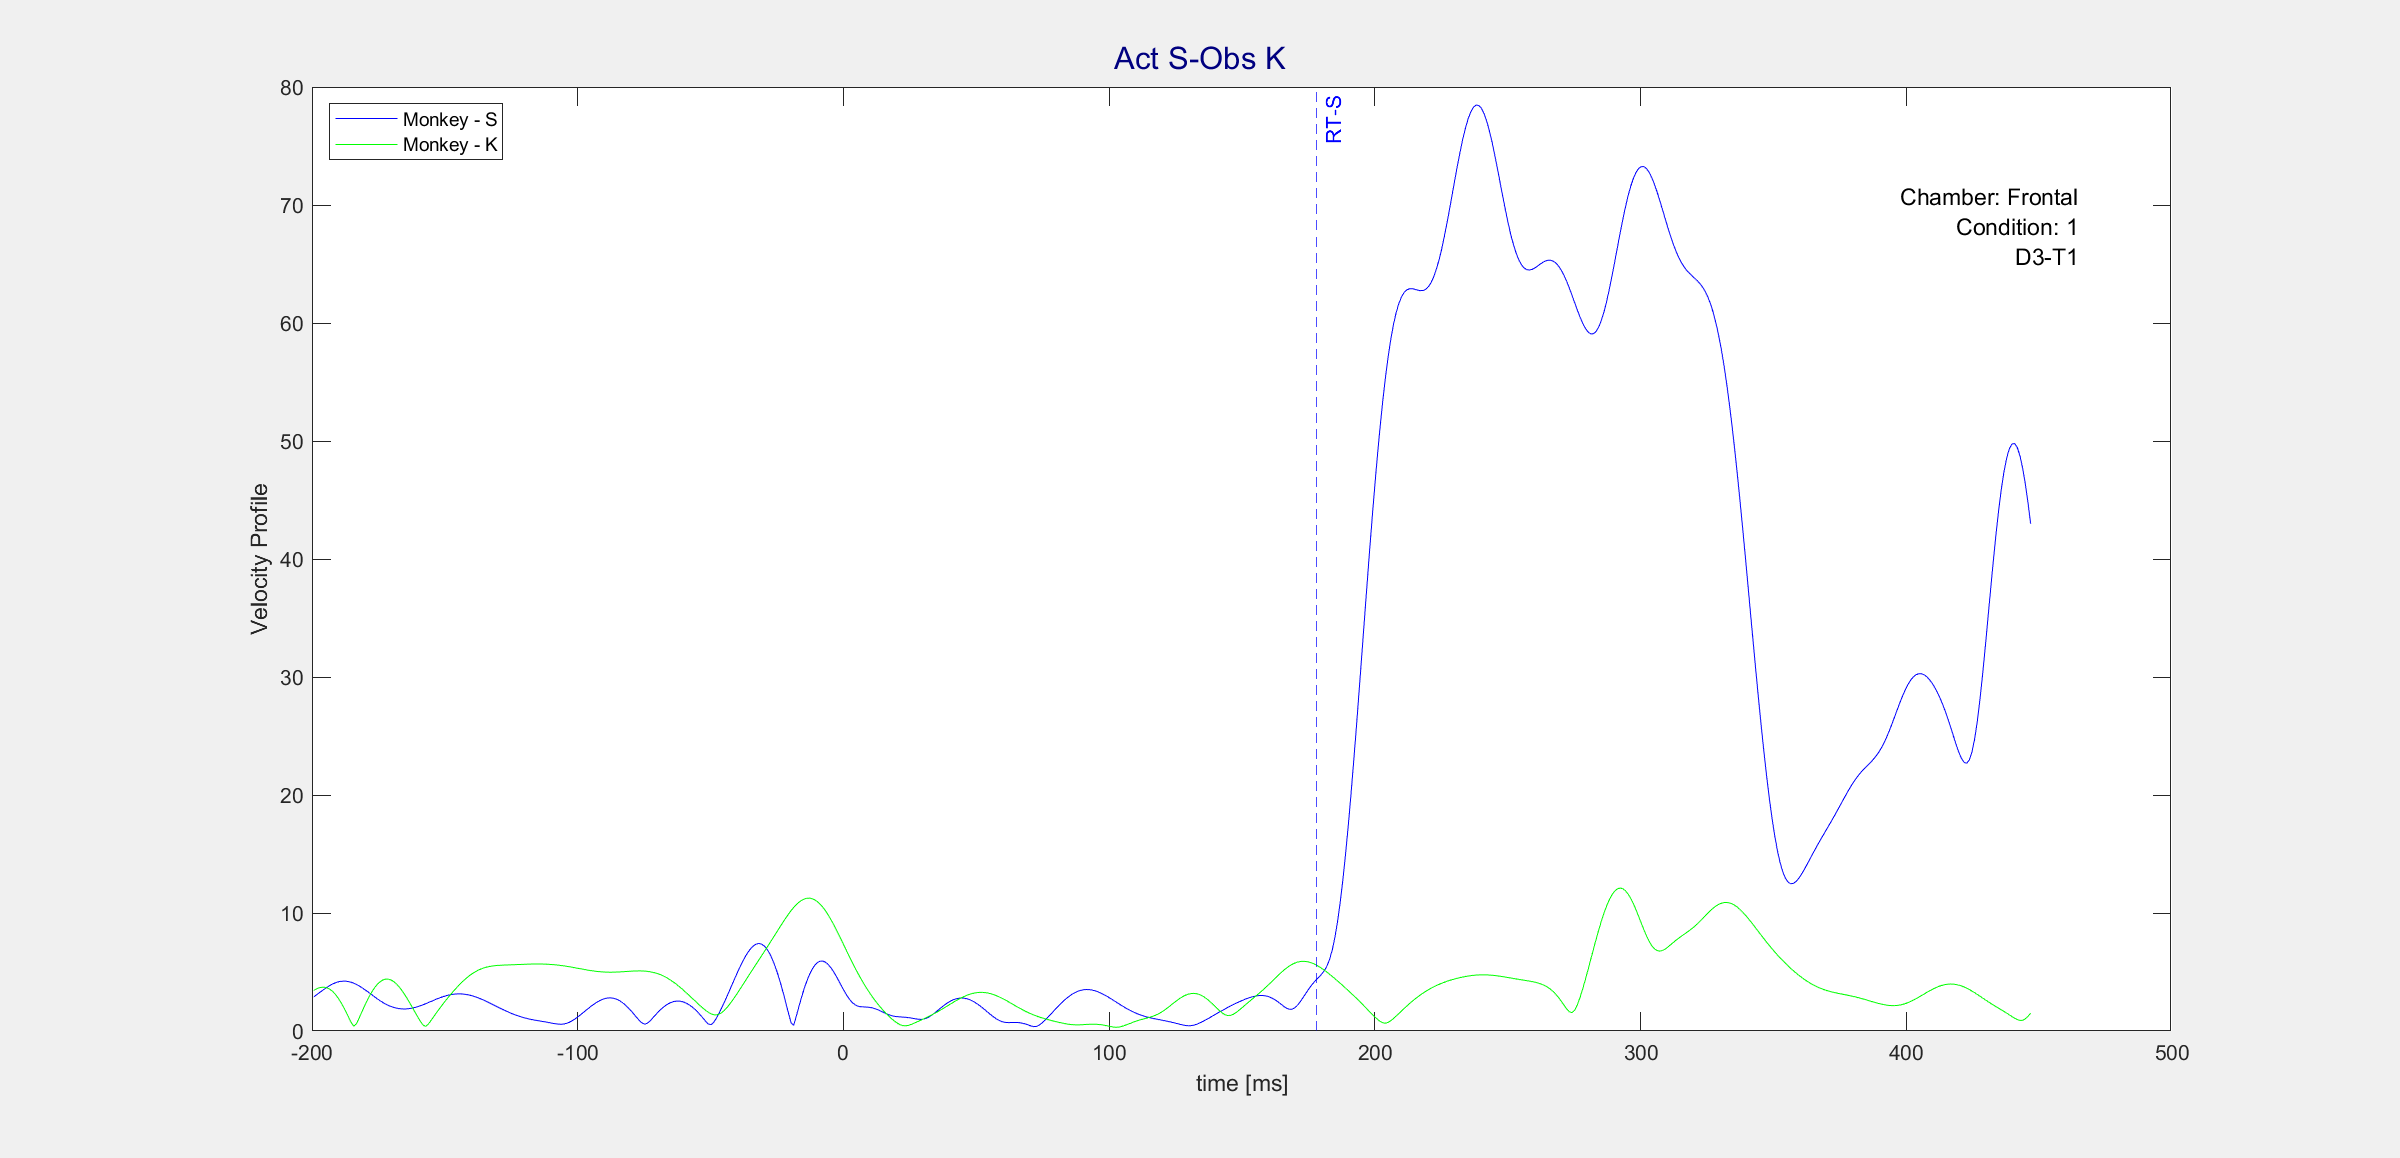 Act S-Obs K
Monkey - S
Monkey - K
RT-S
Chamber: Frontal
Condition: 1
D3-T1
Velocity Profile
80
70
60
50
40
30
20
10
0
-200 -100 0 100 200 300 400 500
time [ms]